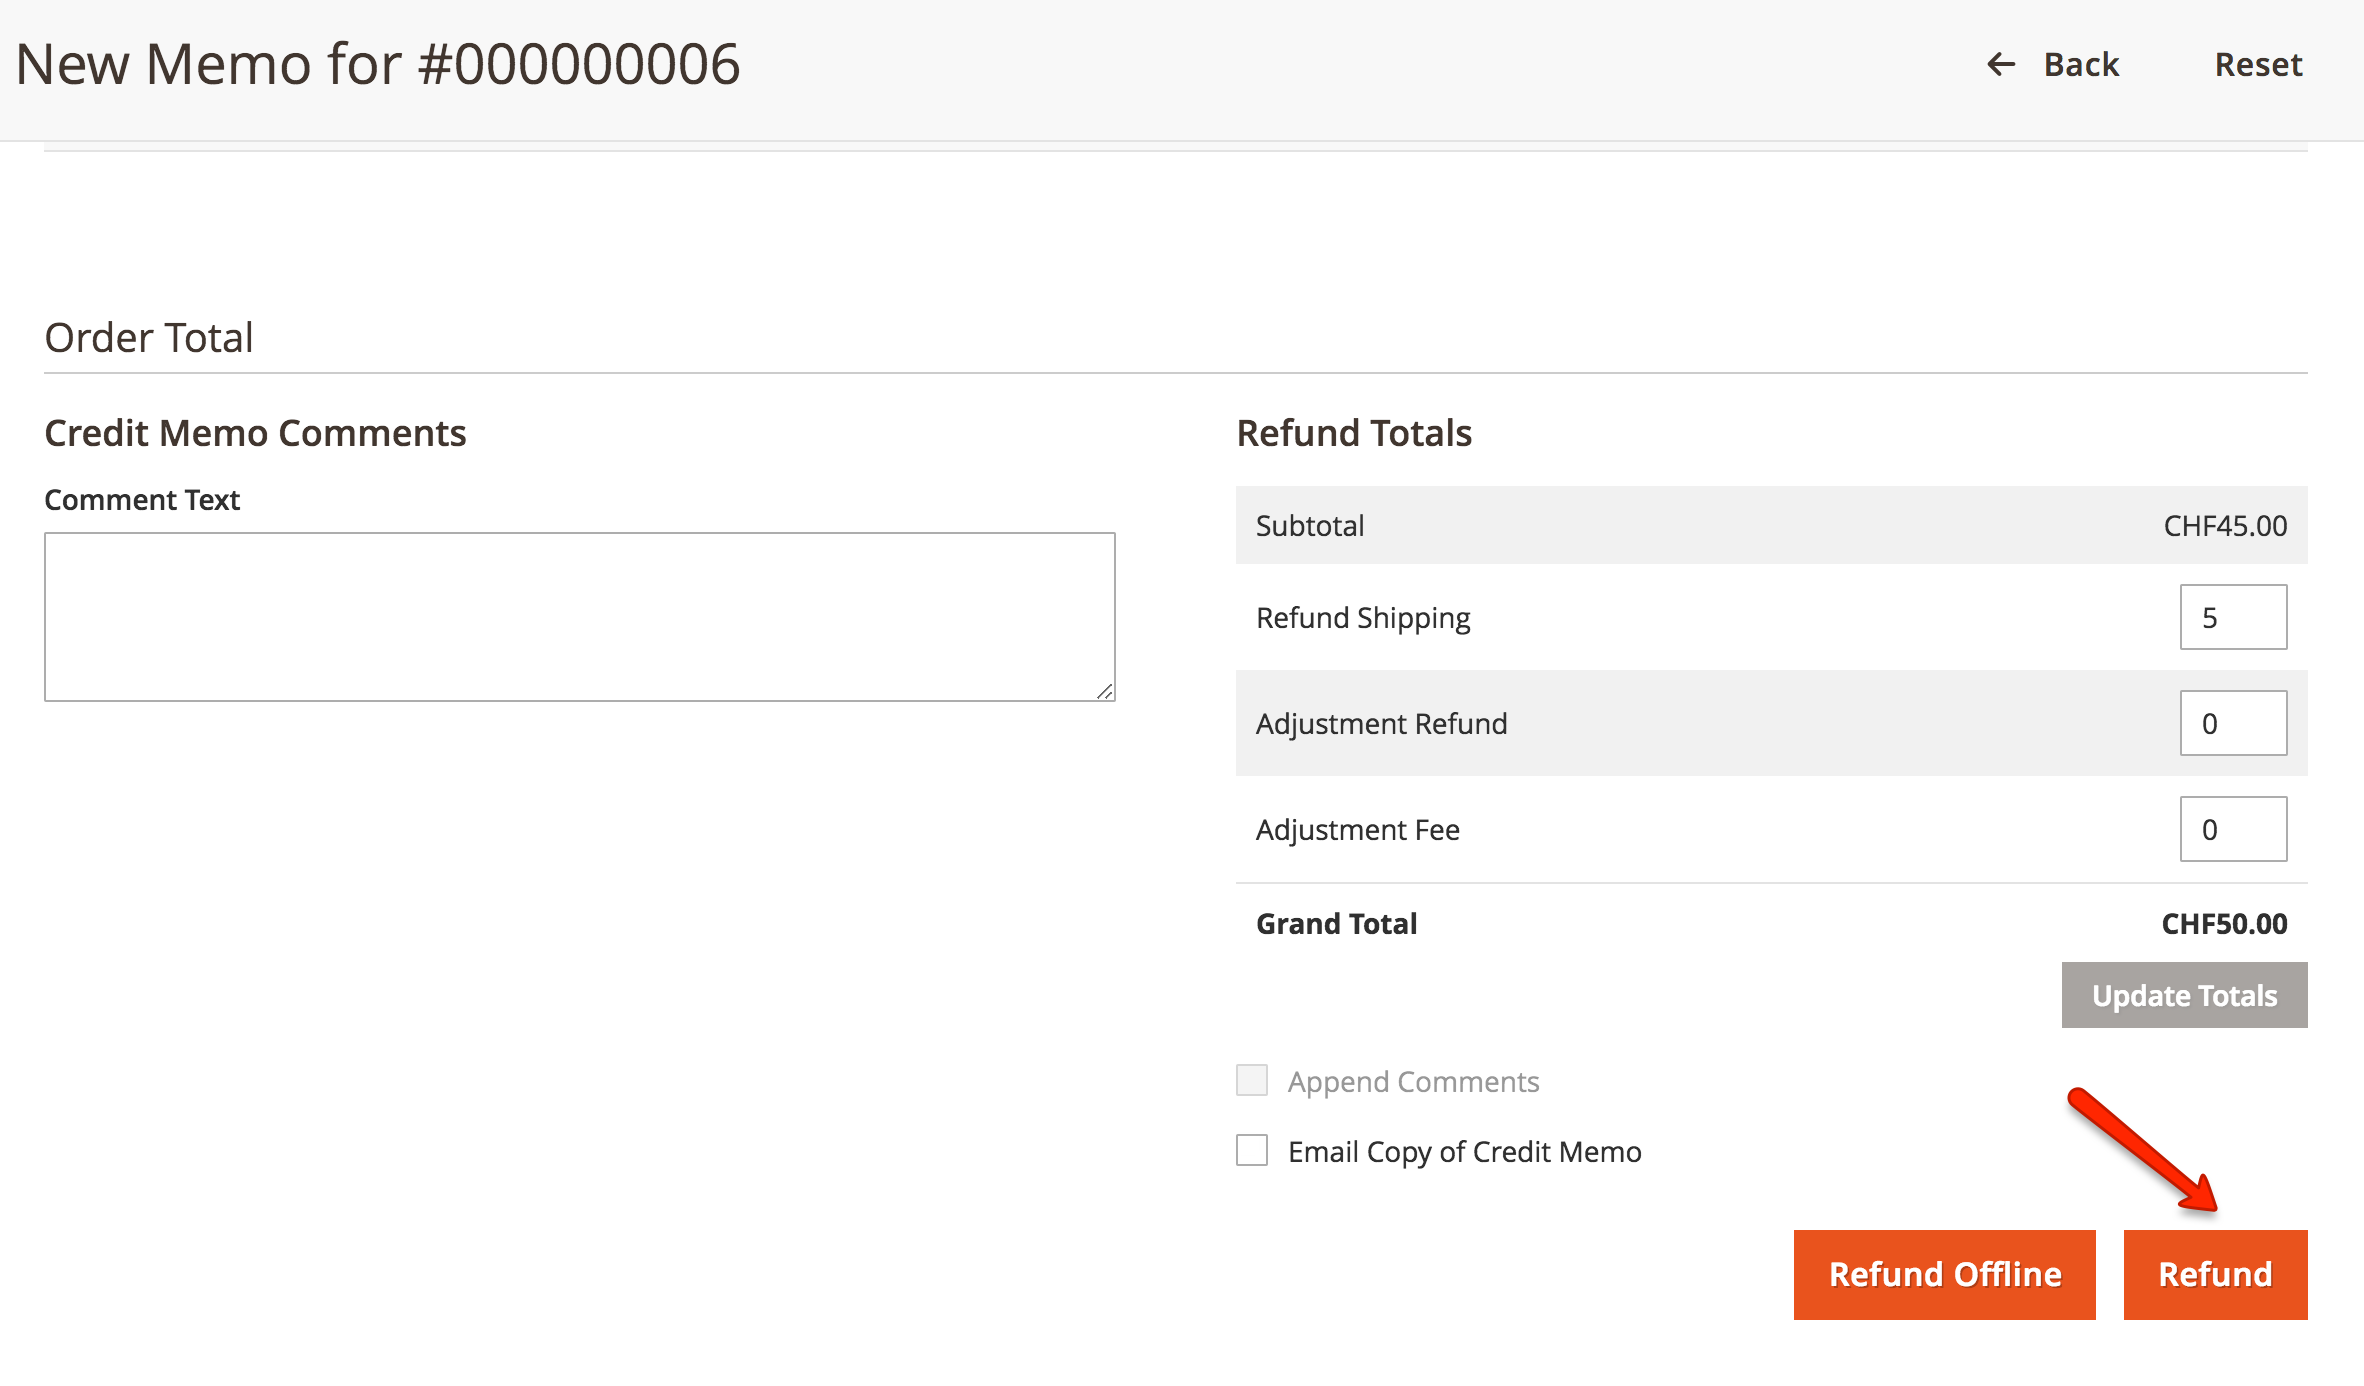 New Memo for #000000006
Back
Reset
Order Total
Credit Memo Comments
Comment Text
Refund Totals
Subtotal CHF45.00
Refund Shipping 5
Adjustment Refund 0
Adjustment Fee 0
Grand Total CHF50.00
Update Totals
Append Comments
Email Copy of Credit Memo
Refund Offline
Refund